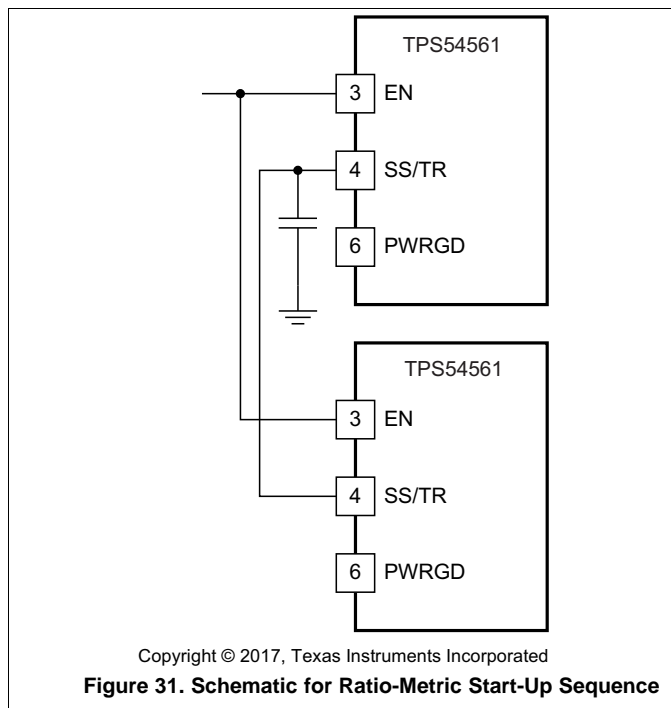 TPS54561
3 EN
4 SS/TR
6 PWRGD
TPS54561
3 EN
4 SS/TR
6 PWRGD
Copyright © 2017, Texas Instruments Incorporated
Figure 31. Schematic for Ratio-Metric Start-Up Sequence